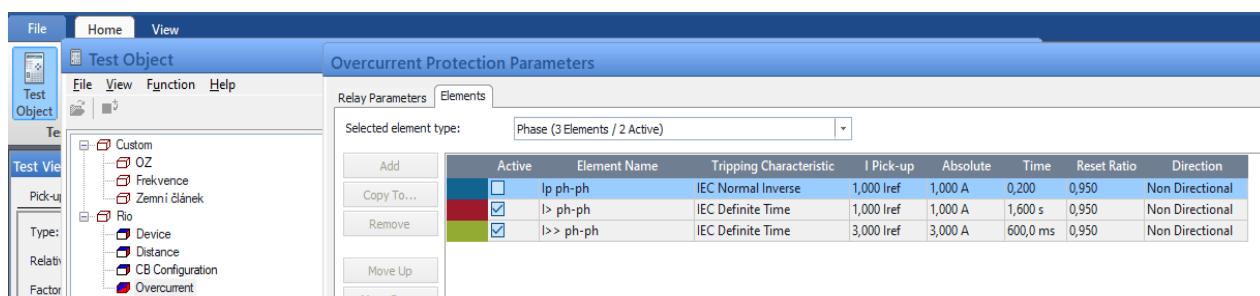 File Home View
Test Object
Overcurrent Protection Parameters
File View Function Help
Test
Object
Relay Parameters Elements
Selected element type: Phase (3 Elements / 2 Active)
Custom
OZ
Frekvence
Zemní článek
Rio
Device
Distance
CB Configuration
Overcurrent
Test Vie
Pick-u
Type:
Relativ
Factor
Add
Copy To...
Remove
Move Up
Active Element Name Tripping Characteristic I Pick-up Absolute Time Reset Ratio Direction
Ip ph-ph IEC Normal Inverse 1,000 Iref 1,000 A 0,200 0,950 Non Directional
I> ph-ph IEC Definite Time 1,000 Iref 1,000 A 1,600 s 0,950 Non Directional
I>> ph-ph IEC Definite Time 3,000 Iref 3,000 A 600,0 ms 0,950 Non Directional